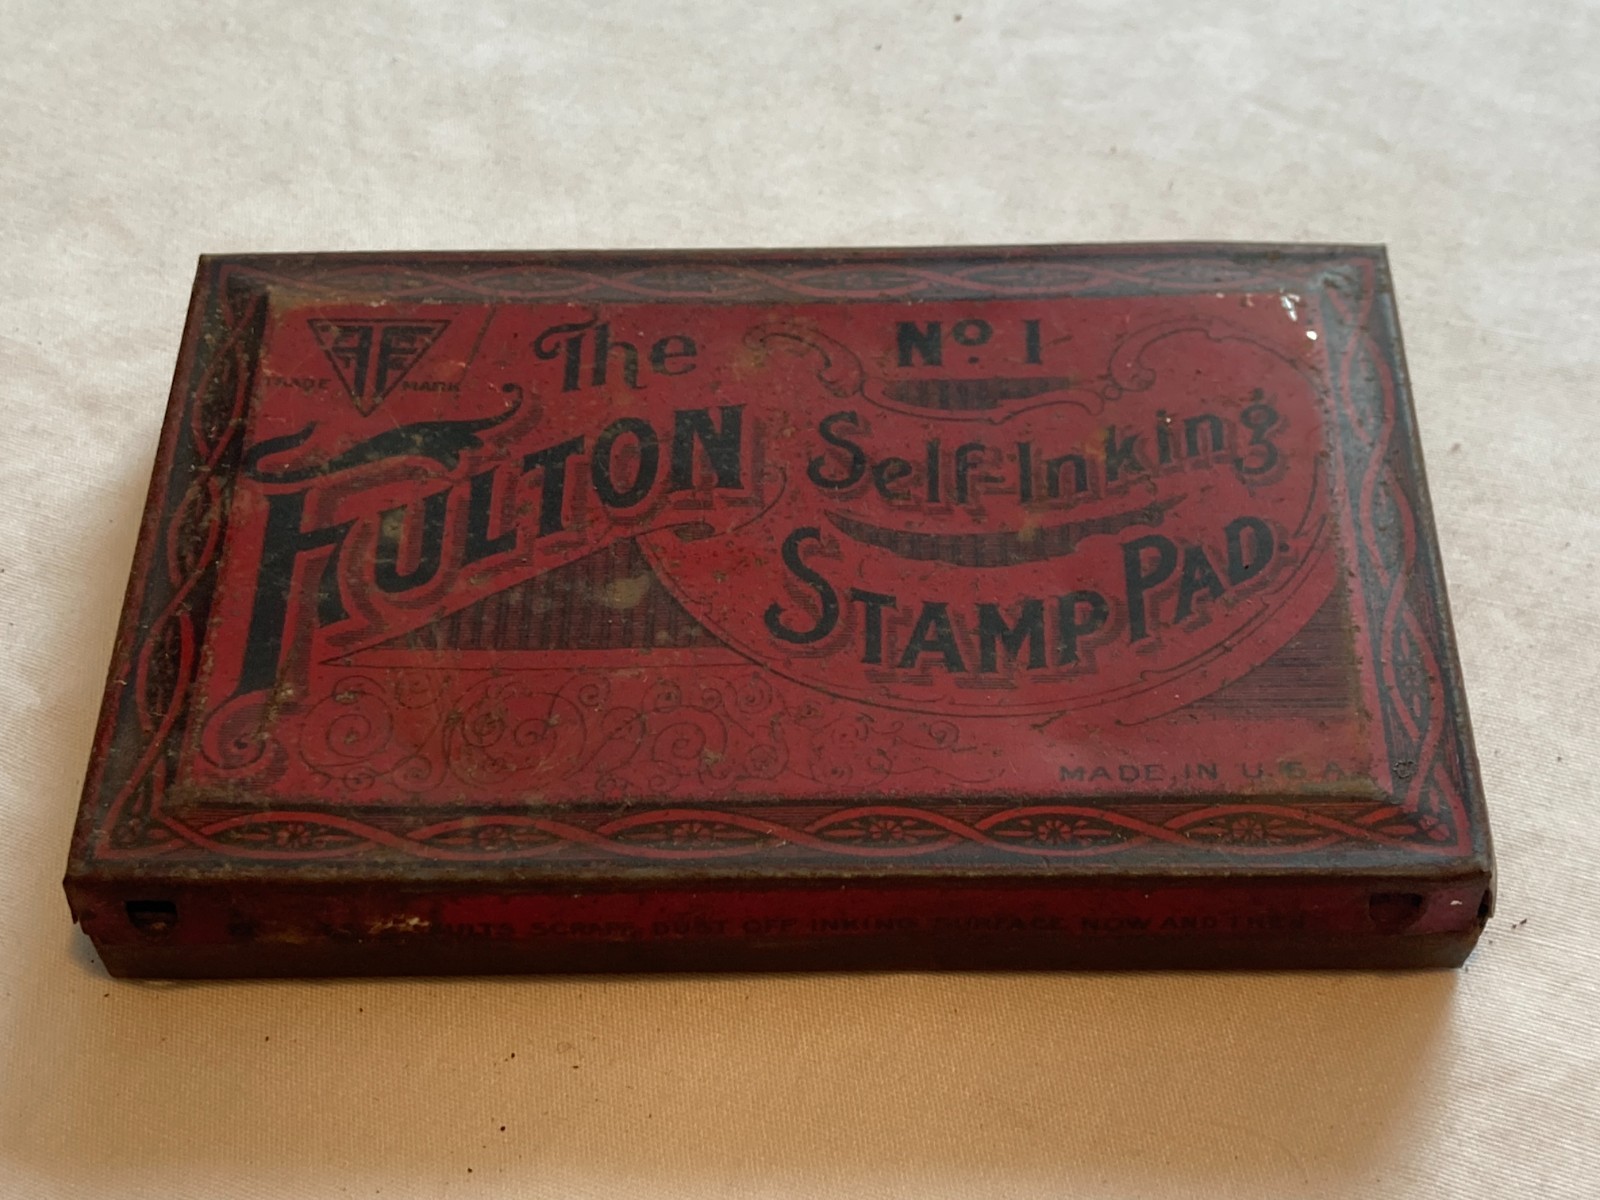 TRADE MARK
The
FULTON
No 1
Self-Inking
STAMP PAD.
MADE IN U.S.A.
SCRAPE, DUST OFF INKING SURFACE NOW AND THEN